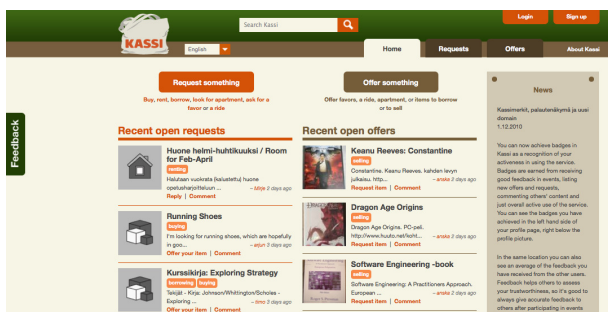 Search Kassi
Login
Sign up
KASSI
English
Home
Requests
Offers
About Kassi
Feedback
Request something
Buy, rent, borrow, look for apartment, ask for a
favor or a ride
Offer something
Offer favors, a ride, apartment, or items to borrow
or to sell
Recent open requests
Huone helmi-huhtikuuksi / Room
for Feb-April
renting
Halutaan vuokrata (kalustettu) huone
opetusharjoitteluun ... – Mirje 2 days ago
Reply | Comment
Running Shoes
buying
I'm looking for running shoes, which are hopefully
in goo... – arjun 3 days ago
Offer your item | Comment
Kurssikirja: Exploring Strategy
borrowing buying
Tekijät - Kirja: Johnson/Whittington/Scholes -
Exploring ... – timo 3 days ago
Offer your item | Comment
Recent open offers
Keanu Reeves: Constantine
selling
Constantine. Keanu Reeves, kahden levyn
julkaisu. http... – anska 2 days ago
Request item | Comment
Dragon Age Origins
selling
Dragon Age Origins. PC-peli.
http://www.huuto.net/koht... – anska 2 days ago
Request item | Comment
Software Engineering -book
selling
Software Engineering: A Practitioners Approach.
European ... – anska 2 days ago
Request item | Comment
News
Kassimerkit, palautenäkymä ja uusi
domain
1.12.2010
You can now achieve badges in
Kassi as a recognition of your
activeness in using the service.
Badges are earned from receiving
good feedback in events, listing
new offers and requests,
commenting others' content and
just overall active use of the service.
You can see the badges you have
achieved in the left hand side of
your profile page, right below the
profile picture.
In the same location you can also
see an average of the feedback you
have received from the other users.
Feedback helps others to assess
your trustworthiness, so it's good to
always give accurate feedback to
others after participating in events